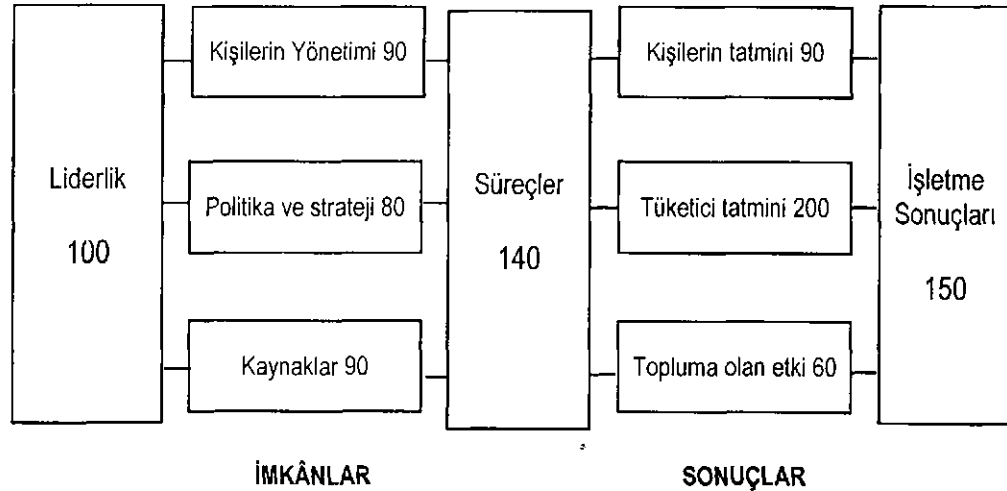 Liderlik
100
Kişilerin Yönetimi 90
Politika ve strateji 80
Kaynaklar 90
Süreçler
140
Kişilerin tatmini 90
Tüketici tatmini 200
Topluma olan etki 60
İşletme
Sonuçları
150
İMKÂNLAR
SONUÇLAR